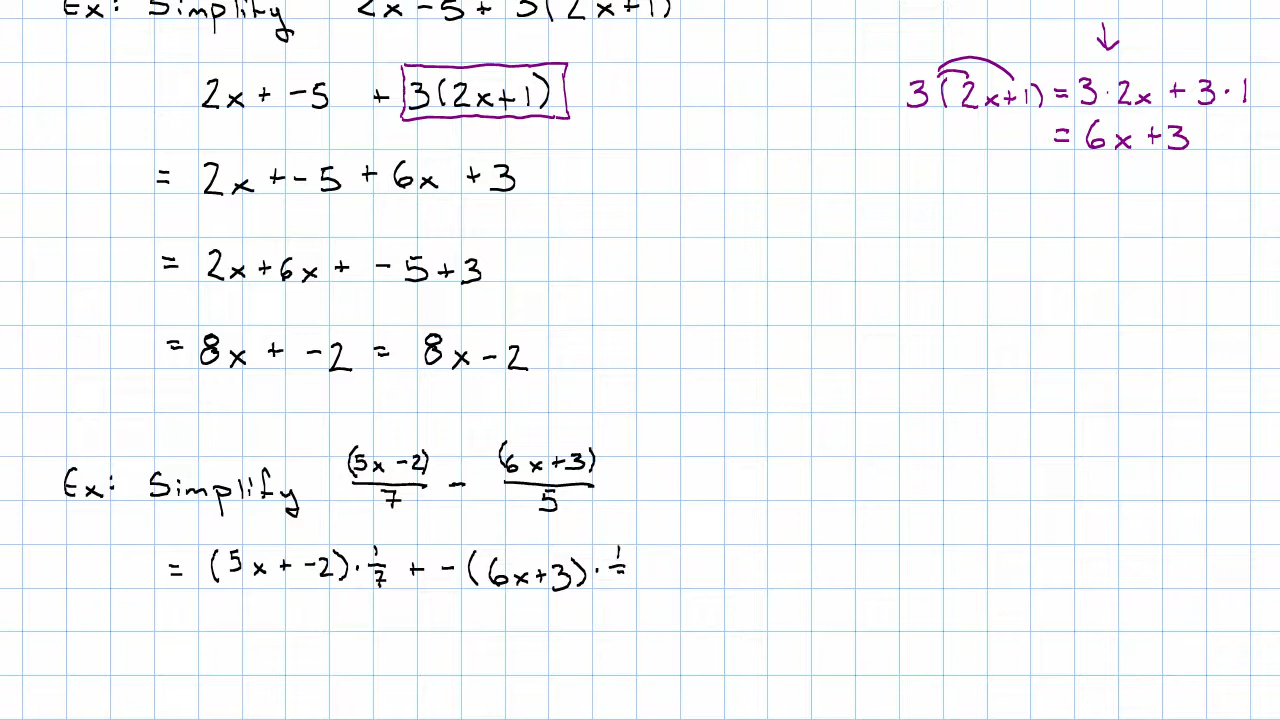 Ex: Simplify 2x - 5 + 3(2x+1)
2x + -5 + 3(2x+1)
= 2x + -5 + 6x + 3
= 2x + 6x + -5 + 3
= 8x + -2 = 8x - 2
Ex: Simplify (5x - 2)/7 - (6x + 3)/5
= (5x + -2) · 1/7 + -(6x+3) · 1/
↓
3(2x+1) = 3·2x + 3·1
= 6x + 3